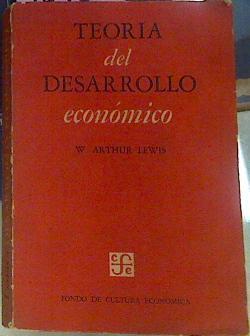 TEORIA
del
DESARROLLO
económico
W. ARTHUR LEWIS
FONDO DE CULTURA ECONOMICA